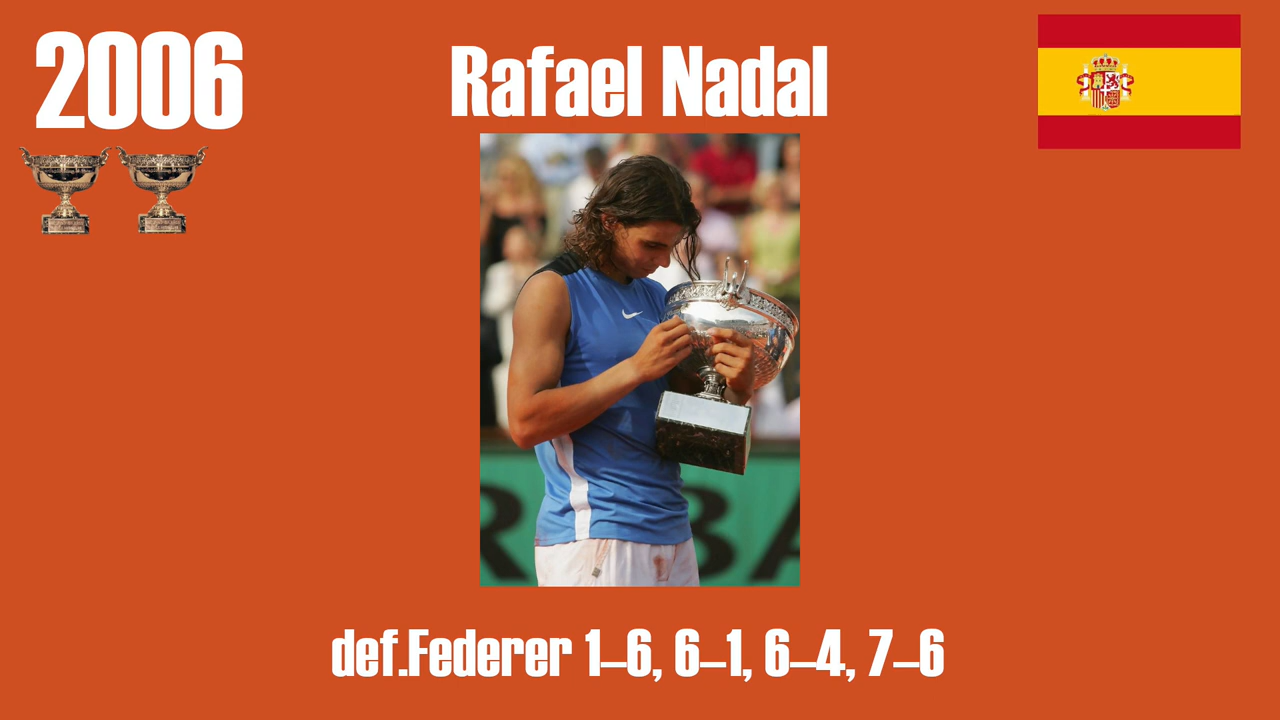 2006
Rafael Nadal
def.Federer 1–6, 6–1, 6–4, 7–6